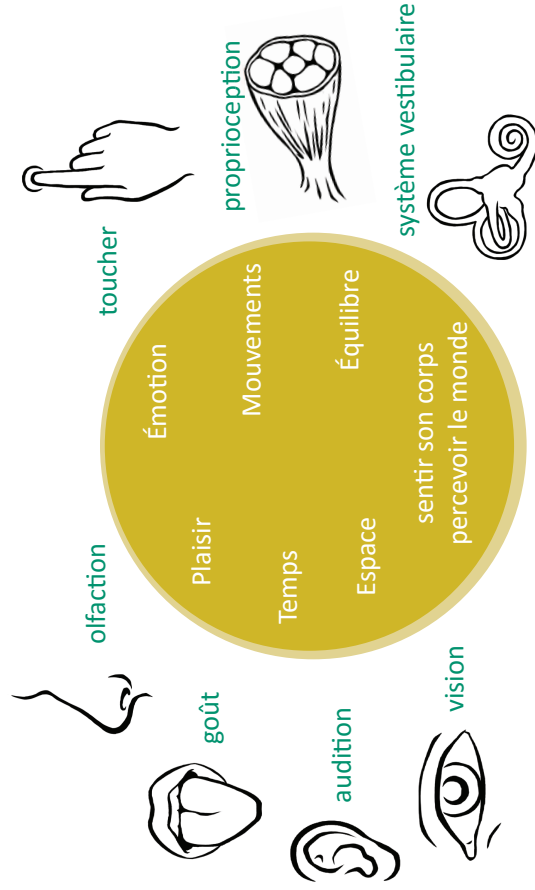 olfaction
toucher
goût
proprioception
audition
vision
système vestibulaire
Émotion
Plaisir
Mouvements
Temps
Équilibre
Espace
sentir son corps
percevoir le monde